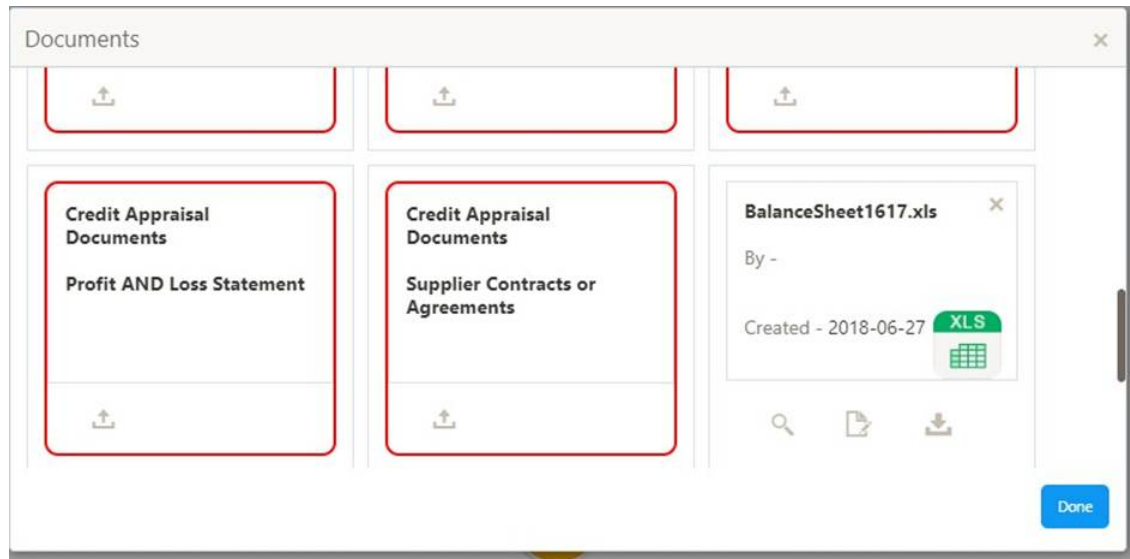 Documents
Credit Appraisal
Documents
Profit AND Loss Statement
Credit Appraisal
Documents
Supplier Contracts or
Agreements
BalanceSheet1617.xls
By -
Created - 2018-06-27
XLS
Done